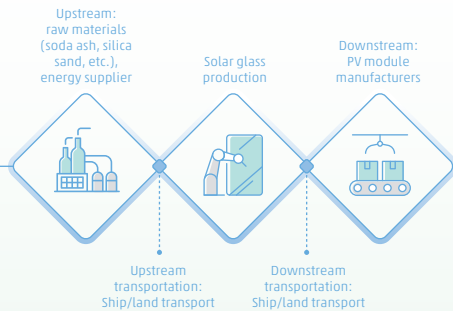 Upstream:
raw materials
(soda ash, silica
sand, etc.),
energy supplier
Solar glass
production
Downstream:
PV module
manufacturers
Upstream
transportation:
Ship/land transport
Downstream
transportation:
Ship/land transport